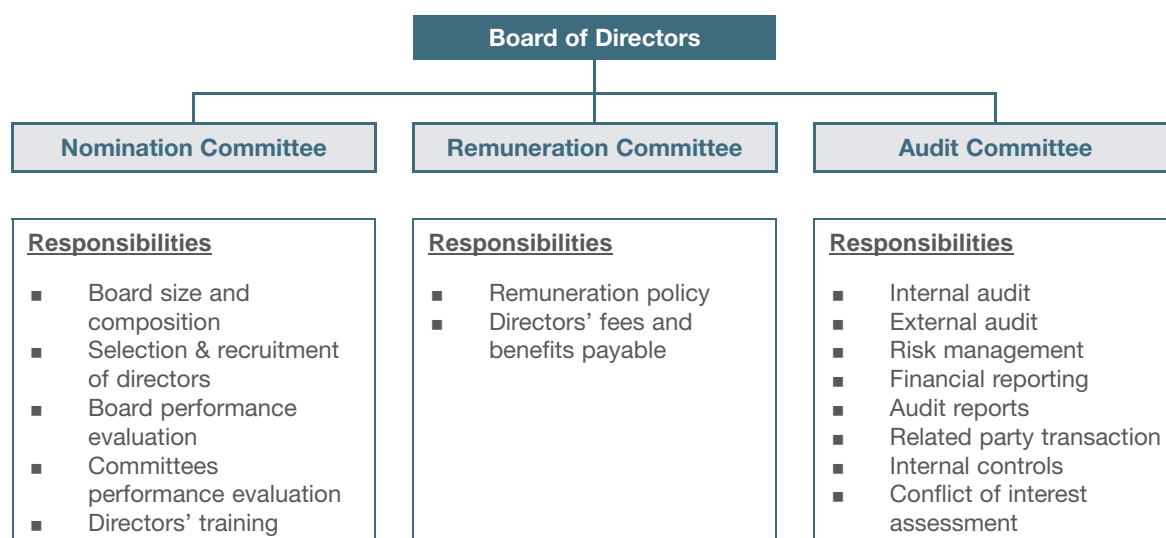 Board of Directors
Nomination Committee
Remuneration Committee
Audit Committee
Responsibilities
■ Board size and
composition
■ Selection & recruitment
of directors
■ Board performance
evaluation
■ Committees
performance evaluation
■ Directors’ training
Responsibilities
■ Remuneration policy
■ Directors’ fees and
benefits payable
Responsibilities
■ Internal audit
■ External audit
■ Risk management
■ Financial reporting
■ Audit reports
■ Related party transaction
■ Internal controls
■ Conflict of interest
assessment